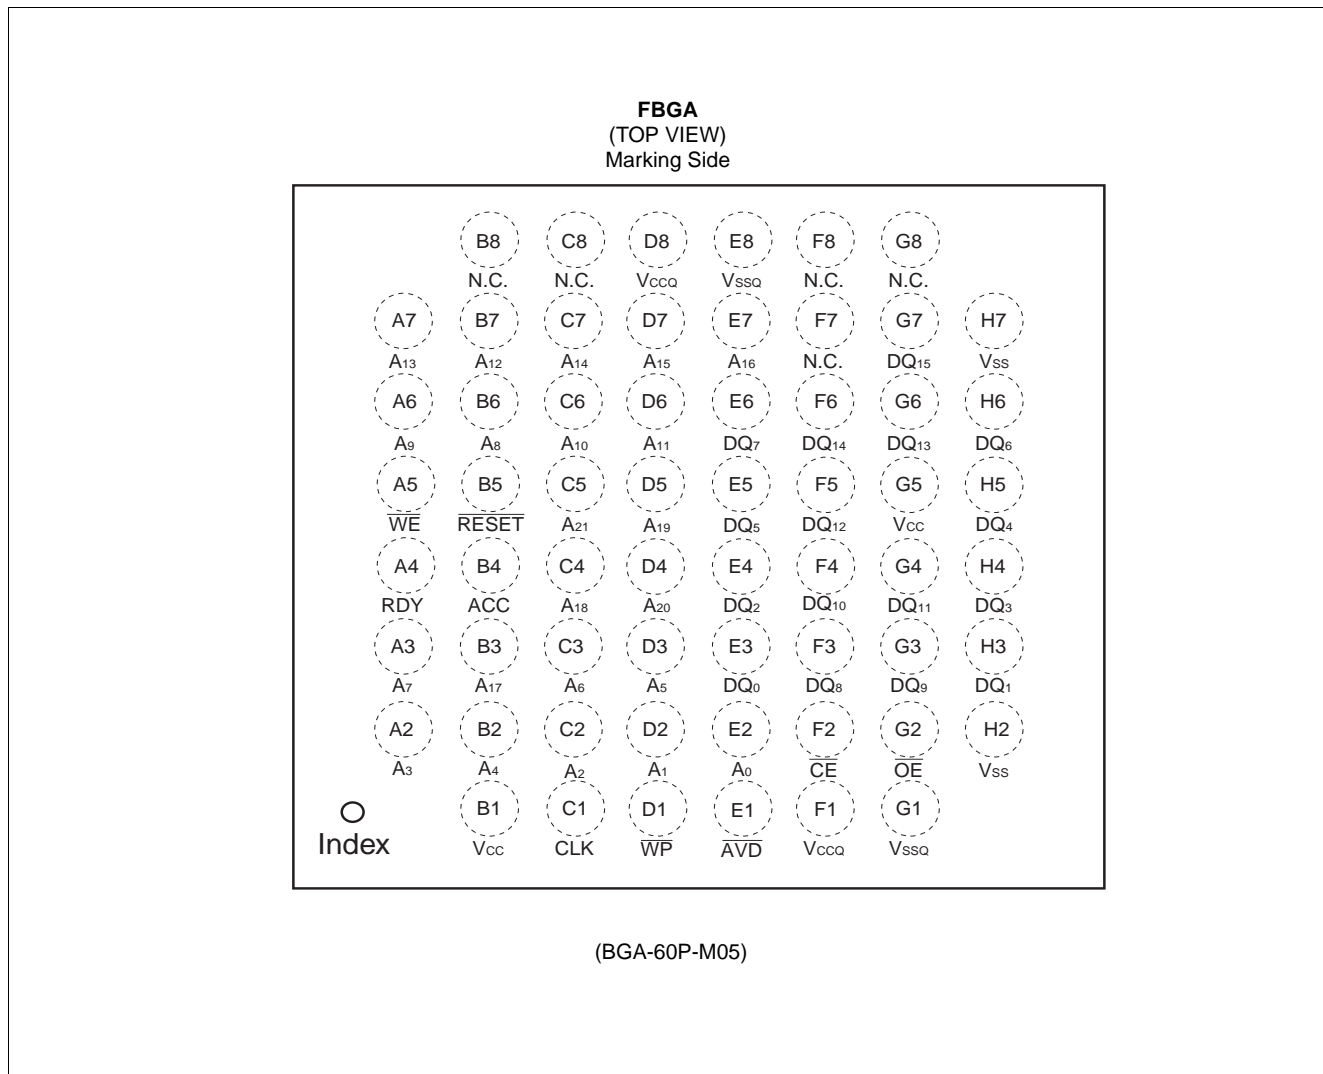 FBGA
(TOP VIEW)
Marking Side
B8 C8 D8 E8 F8 G8
N.C. N.C. VCCQ VSSQ N.C. N.C.
A7 B7 C7 D7 E7 F7 G7 H7
A13 A12 A14 A15 A16 N.C. DQ15 VSS
A6 B6 C6 D6 E6 F6 G6 H6
A9 A8 A10 A11 DQ7 DQ14 DQ13 DQ6
A5 B5 C5 D5 E5 F5 G5 H5
W̅E̅ R̅E̅S̅E̅T̅ A21 A19 DQ5 DQ12 VCC DQ4
A4 B4 C4 D4 E4 F4 G4 H4
RDY ACC A18 A20 DQ2 DQ10 DQ11 DQ3
A3 B3 C3 D3 E3 F3 G3 H3
A7 A17 A6 A5 DQ0 DQ8 DQ9 DQ1
A2 B2 C2 D2 E2 F2 G2 H2
A3 A4 A2 A1 A0 C̅E̅ O̅E̅ VSS
B1 C1 D1 E1 F1 G1
Index
VCC CLK W̅P̅ A̅V̅D̅ VCCQ VSSQ
(BGA-60P-M05)